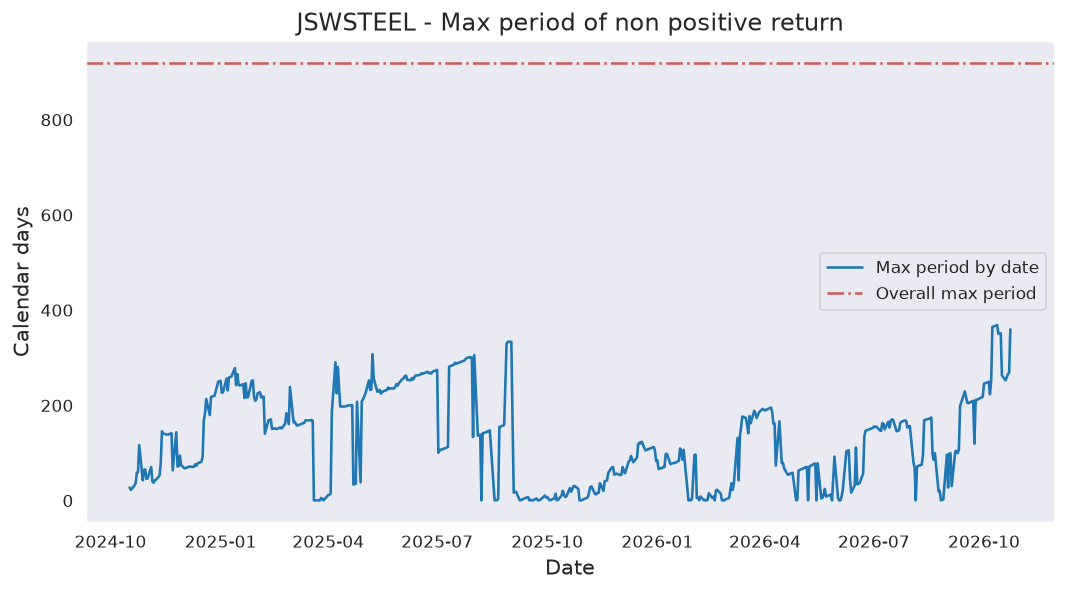 JSWSTEEL - Max period of non positive return
Calendar days
800
600
400
200
0
Max period by date
Overall max period
2024-10 2025-01 2025-04 2025-07 2025-10 2026-01 2026-04 2026-07 2026-10
Date